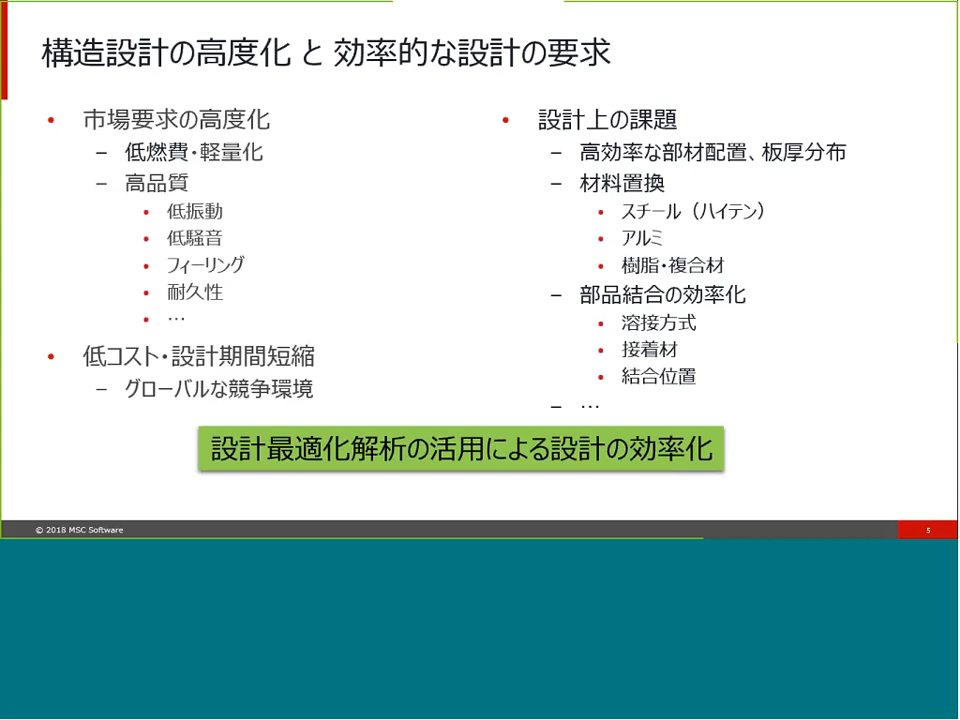 構造設計の高度化 と 効率的な設計の要求
• 市場要求の高度化
– 低燃費・軽量化
– 高品質
• 低振動
• 低騒音
• フィーリング
• 耐久性
• …
• 低コスト・設計期間短縮
– グローバルな競争環境
• 設計上の課題
– 高効率な部材配置、板厚分布
– 材料置換
• スチール（ハイテン）
• アルミ
• 樹脂・複合材
– 部品結合の効率化
• 溶接方式
• 接着材
• 結合位置
– …
設計最適化解析の活用による設計の効率化
© 2018 MSC Software
5